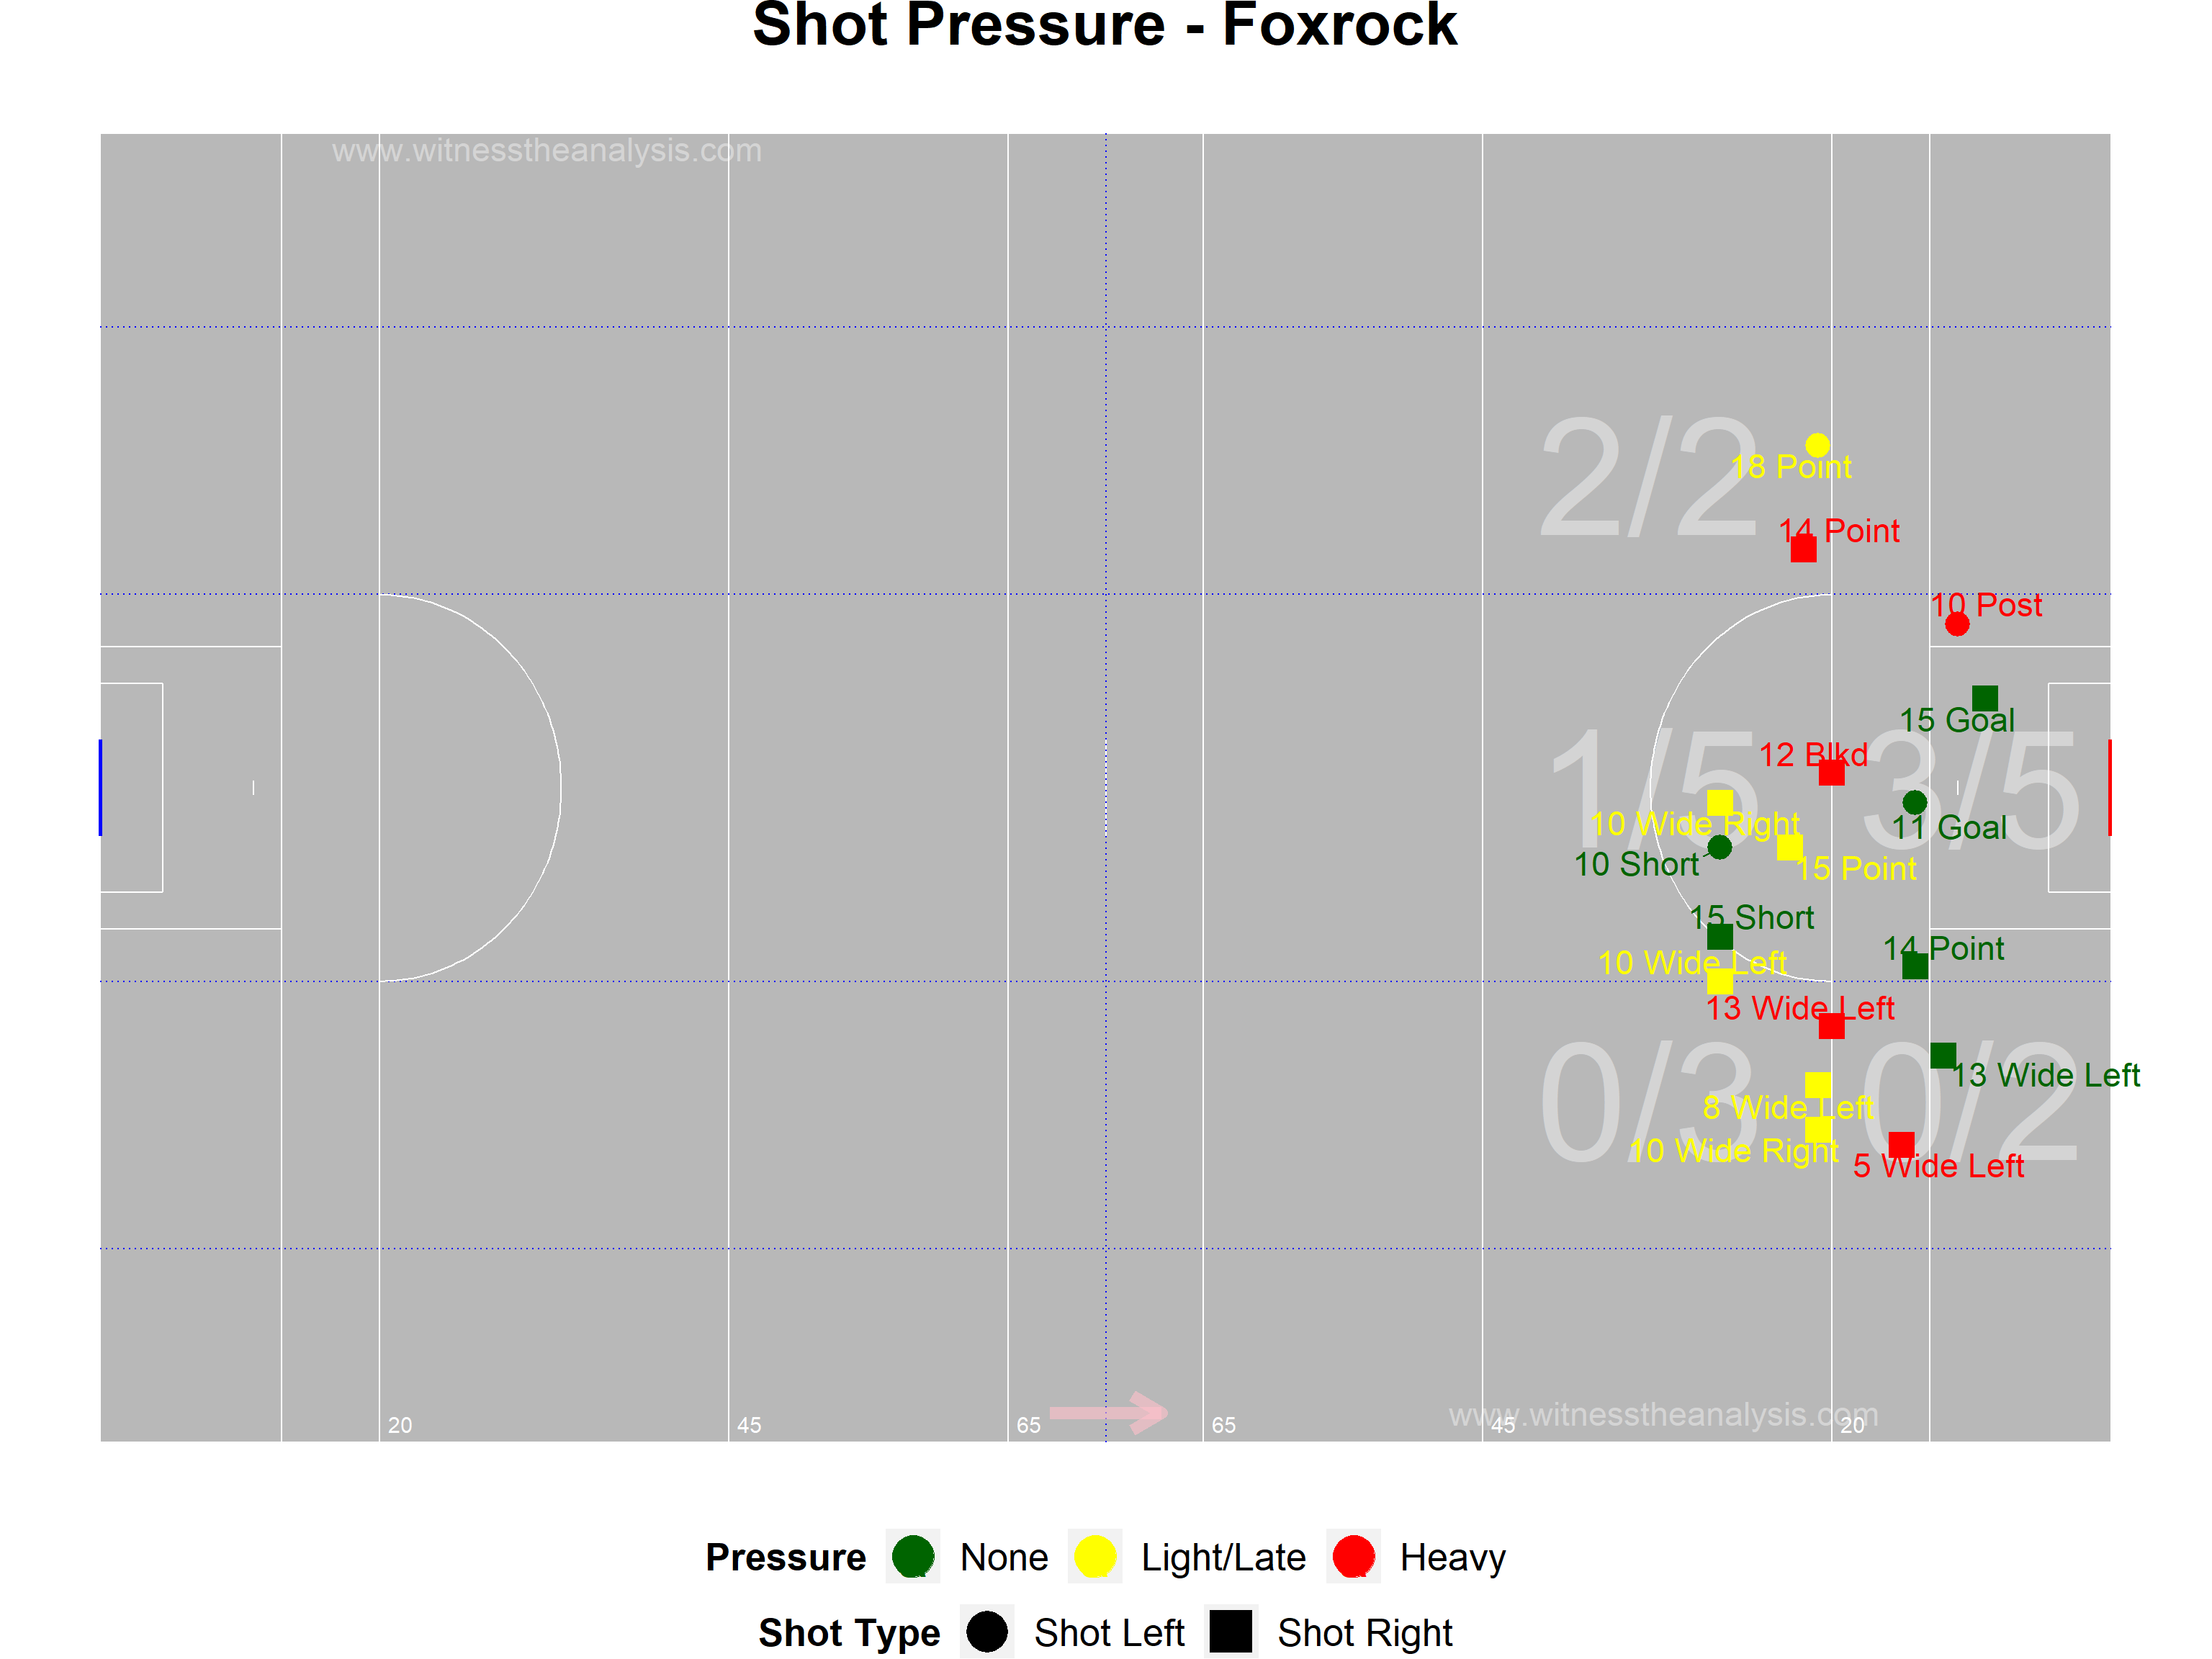 Shot Pressure - Foxrock
www.witnesstheanalysis.com
2/2
18 Point
14 Point
10 Post
15 Goal
1/5
3/5
12 Blkd
10 Wide Right
11 Goal
10 Short
15 Point
15 Short
14 Point
10 Wide Left
13 Wide Left
0/3
0/2
13 Wide Left
8 Wide Left
10 Wide Right
5 Wide Left
www.witnesstheanalysis.com
20 45 65 65 45 20
Pressure None Light/Late Heavy
Shot Type Shot Left Shot Right